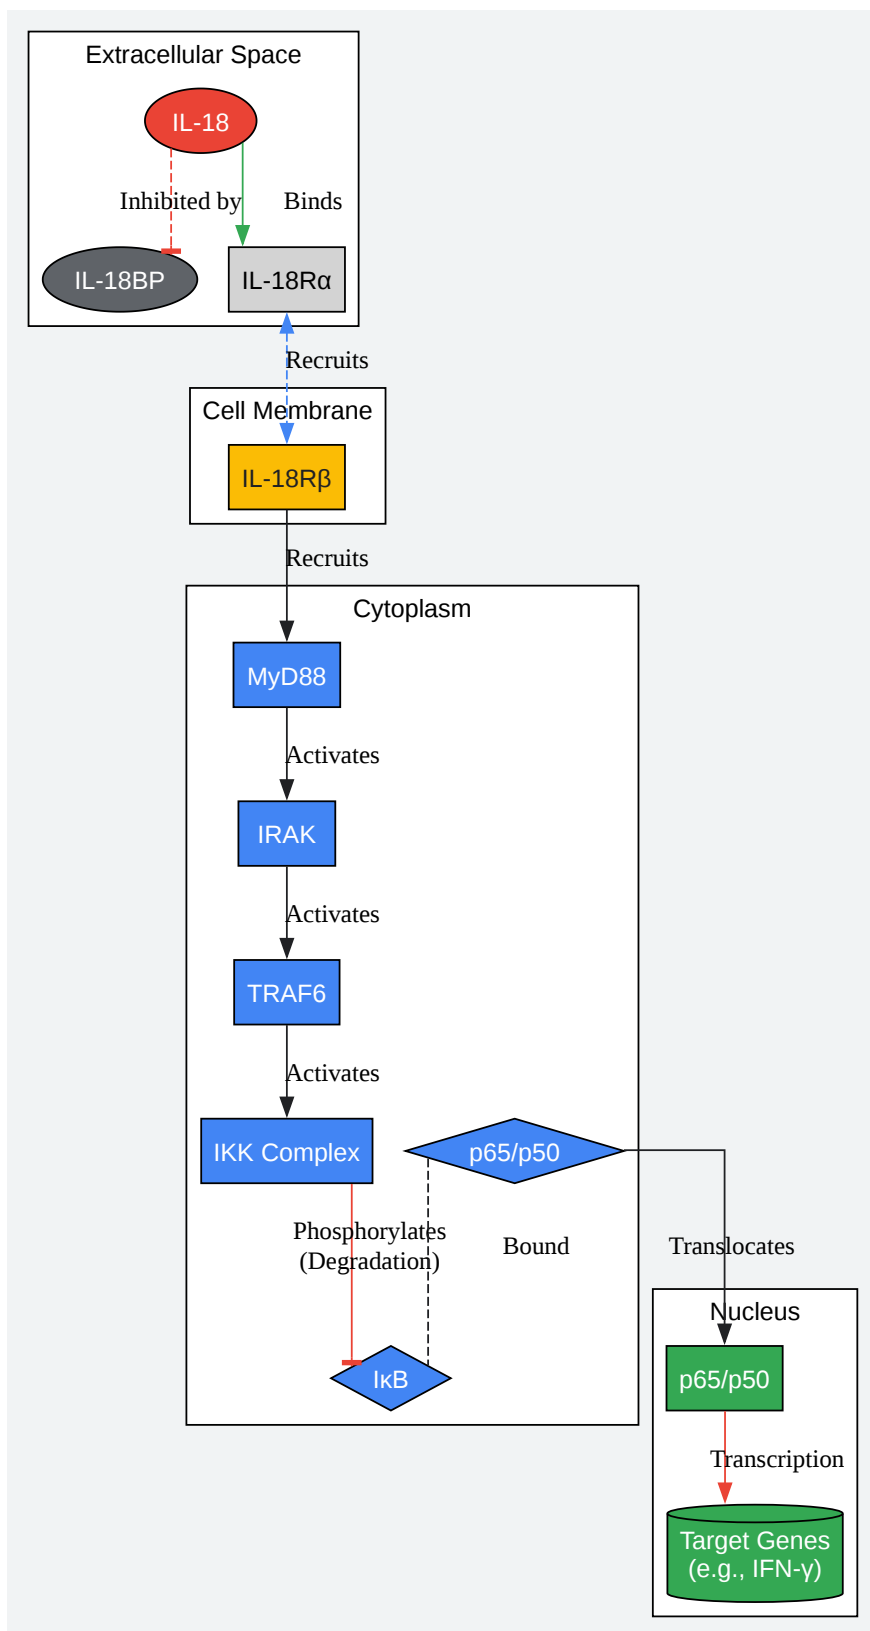 Extracellular Space
IL-18
Inhibited by
Binds
IL-18BP
IL-18Rα
Recruits
Cell Membrane
IL-18Rβ
Recruits
Cytoplasm
MyD88
Activates
IRAK
Activates
TRAF6
Activates
IKK Complex
p65/p50
Phosphorylates
(Degradation)
Bound
Translocates
Nucleus
IκB
p65/p50
Transcription
Target Genes
(e.g., IFN-γ)